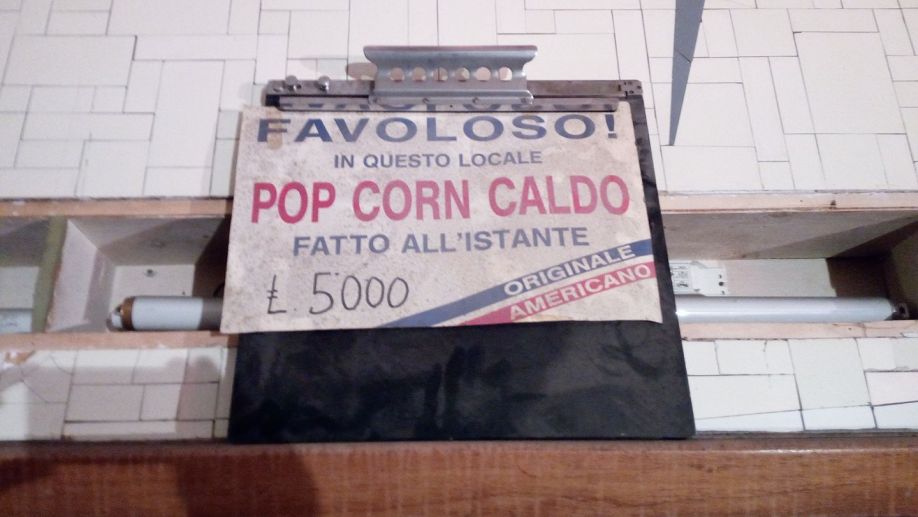 FAVOLOSO!
IN QUESTO LOCALE
POP CORN CALDO
FATTO ALL'ISTANTE
£. 5000
ORIGINALE
AMERICANO